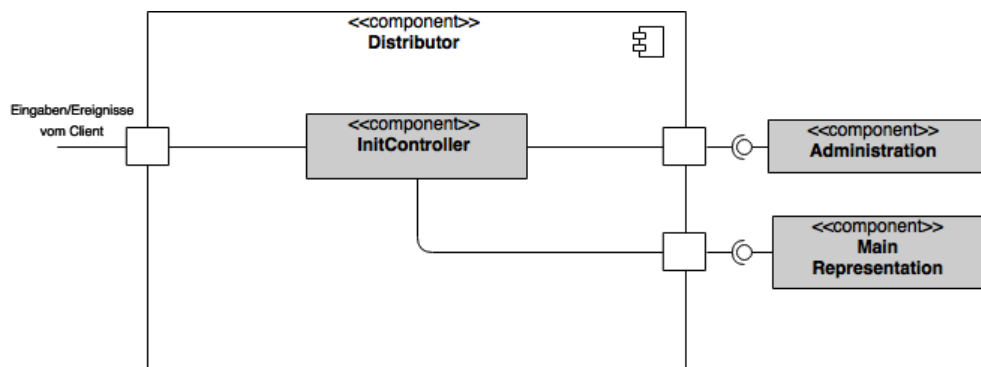 <<component>>
Distributor
Eingaben/Ereignisse
vom Client
<<component>>
InitController
<<component>>
Administration
<<component>>
Main
Representation